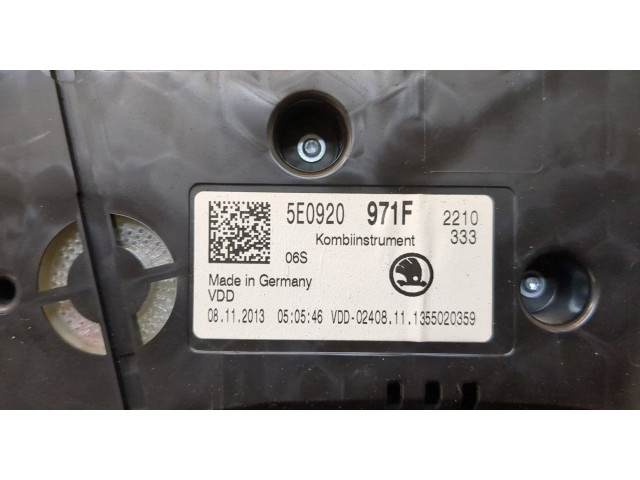 5E0920 971F 2210
Kombiinstrument 333
06S
Made in Germany
VDD
08.11.2013 05:05:46 VDD-02408.11.1355020359